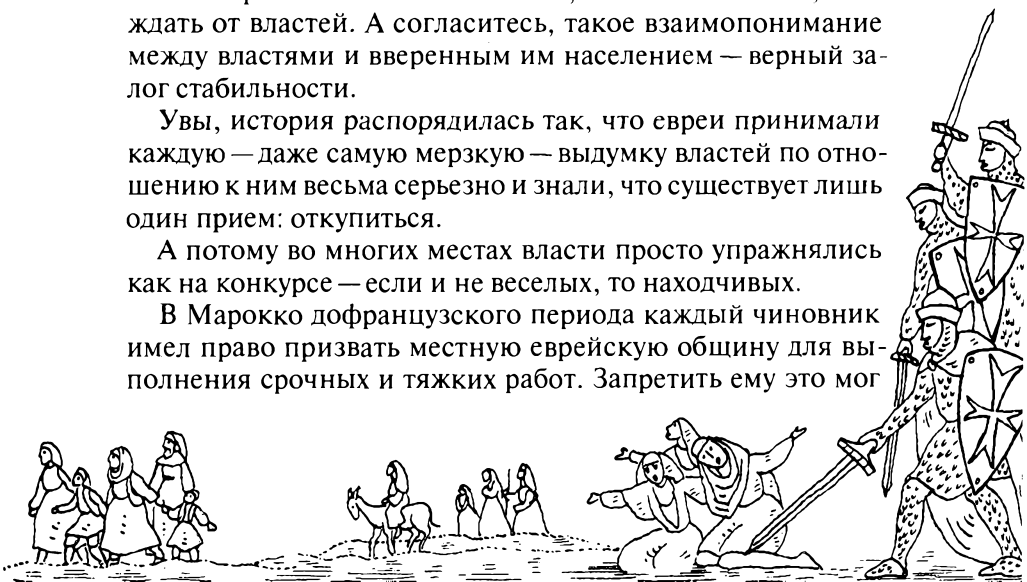 ждать от властей. А согласитесь, такое взаимопонимание
между властями и вверенным им населением — верный за-
лог стабильности.
Увы, история распорядилась так, что евреи принимали
каждую — даже самую мерзкую — выдумку властей по отно-
шению к ним весьма серьезно и знали, что существует лишь
один прием: откупиться.
А потому во многих местах власти просто упражнялись
как на конкурсе — если и не веселых, то находчивых.
В Марокко дофранцузского периода каждый чиновник
имел право призвать местную еврейскую общину для вы-
полнения срочных и тяжких работ. Запретить ему это мог